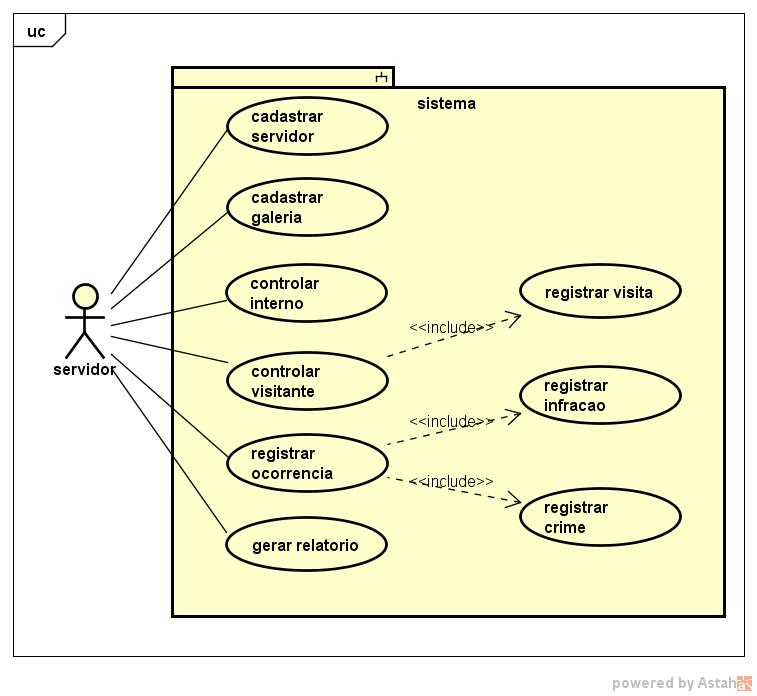 uc
sistema
cadastrar
servidor
cadastrar
galeria
controlar
interno
registrar visita
<<include>>
servidor
controlar
visitante
registrar
infracao
<<include>>
registrar
ocorrencia
<<include>>
registrar
crime
gerar relatorio
powered by Astah